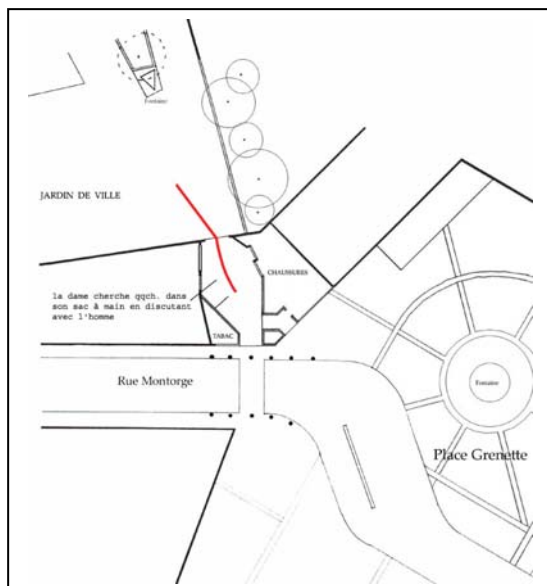 Fontaine
JARDIN DE VILLE
CHAUSSURES
la dame cherche qqch. dans
son sac à main en discutant
avec l'homme
TABAC
Rue Montorge
Fontaine
Place Grenette